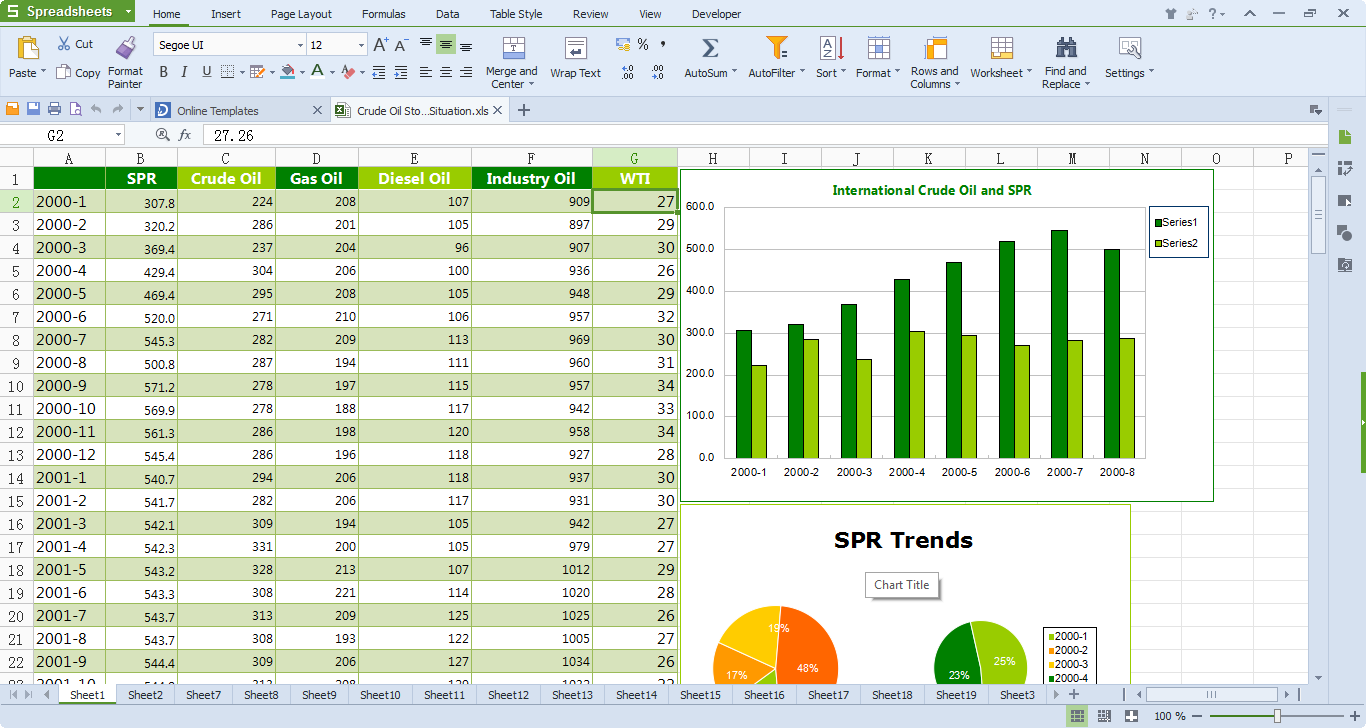 S Spreadsheets Home Insert Page Layout Formulas Data Table Style Review View Developer ?
Paste Cut Copy Format Painter Segoe UI 12 A+ A- B I U A % , AutoSum AutoFilter Sort Format
Merge and Center Wrap Text Rows and Columns Worksheet Find and Replace Settings
Online Templates Crude Oil Sto...Situation.xls
G2 fx 27.26
A B C D E F G H I J K L M N O P
1 SPR Crude Oil Gas Oil Diesel Oil Industry Oil WTI
2 2000-1 307.8 224 208 107 909 27
3 2000-2 320.2 286 201 105 897 29
4 2000-3 369.4 237 204 96 907 30
5 2000-4 429.4 304 206 100 936 26
6 2000-5 469.4 295 208 105 948 29
7 2000-6 520.0 271 210 106 957 32
8 2000-7 545.3 282 209 113 969 30
9 2000-8 500.8 287 194 111 960 31
10 2000-9 571.2 278 197 115 957 34
11 2000-10 569.9 278 188 117 942 33
12 2000-11 561.3 286 198 120 958 34
13 2000-12 545.4 286 196 118 927 28
14 2001-1 540.7 294 206 118 937 30
15 2001-2 541.7 282 206 117 931 30
16 2001-3 542.1 309 194 105 942 27
17 2001-4 542.3 331 200 105 979 27
18 2001-5 543.2 328 213 107 1012 29
19 2001-6 543.3 308 221 114 1020 28
20 2001-7 543.7 313 209 125 1025 26
21 2001-8 543.7 308 193 122 1005 27
22 2001-9 544.4 309 206 127 1034 26
International Crude Oil and SPR
600.0
500.0
400.0
300.0
200.0
100.0
0.0
2000-1 2000-2 2000-3 2000-4 2000-5 2000-6 2000-7 2000-8
Series1
Series2
SPR Trends
Chart Title
19%
48%
17%
25%
23%
2000-1
2000-2
2000-3
2000-4
Sheet1 Sheet2 Sheet7 Sheet8 Sheet9 Sheet10 Sheet11 Sheet12 Sheet13 Sheet14 Sheet15 Sheet16 Sheet17 Sheet18 Sheet19 Sheet3
100 %